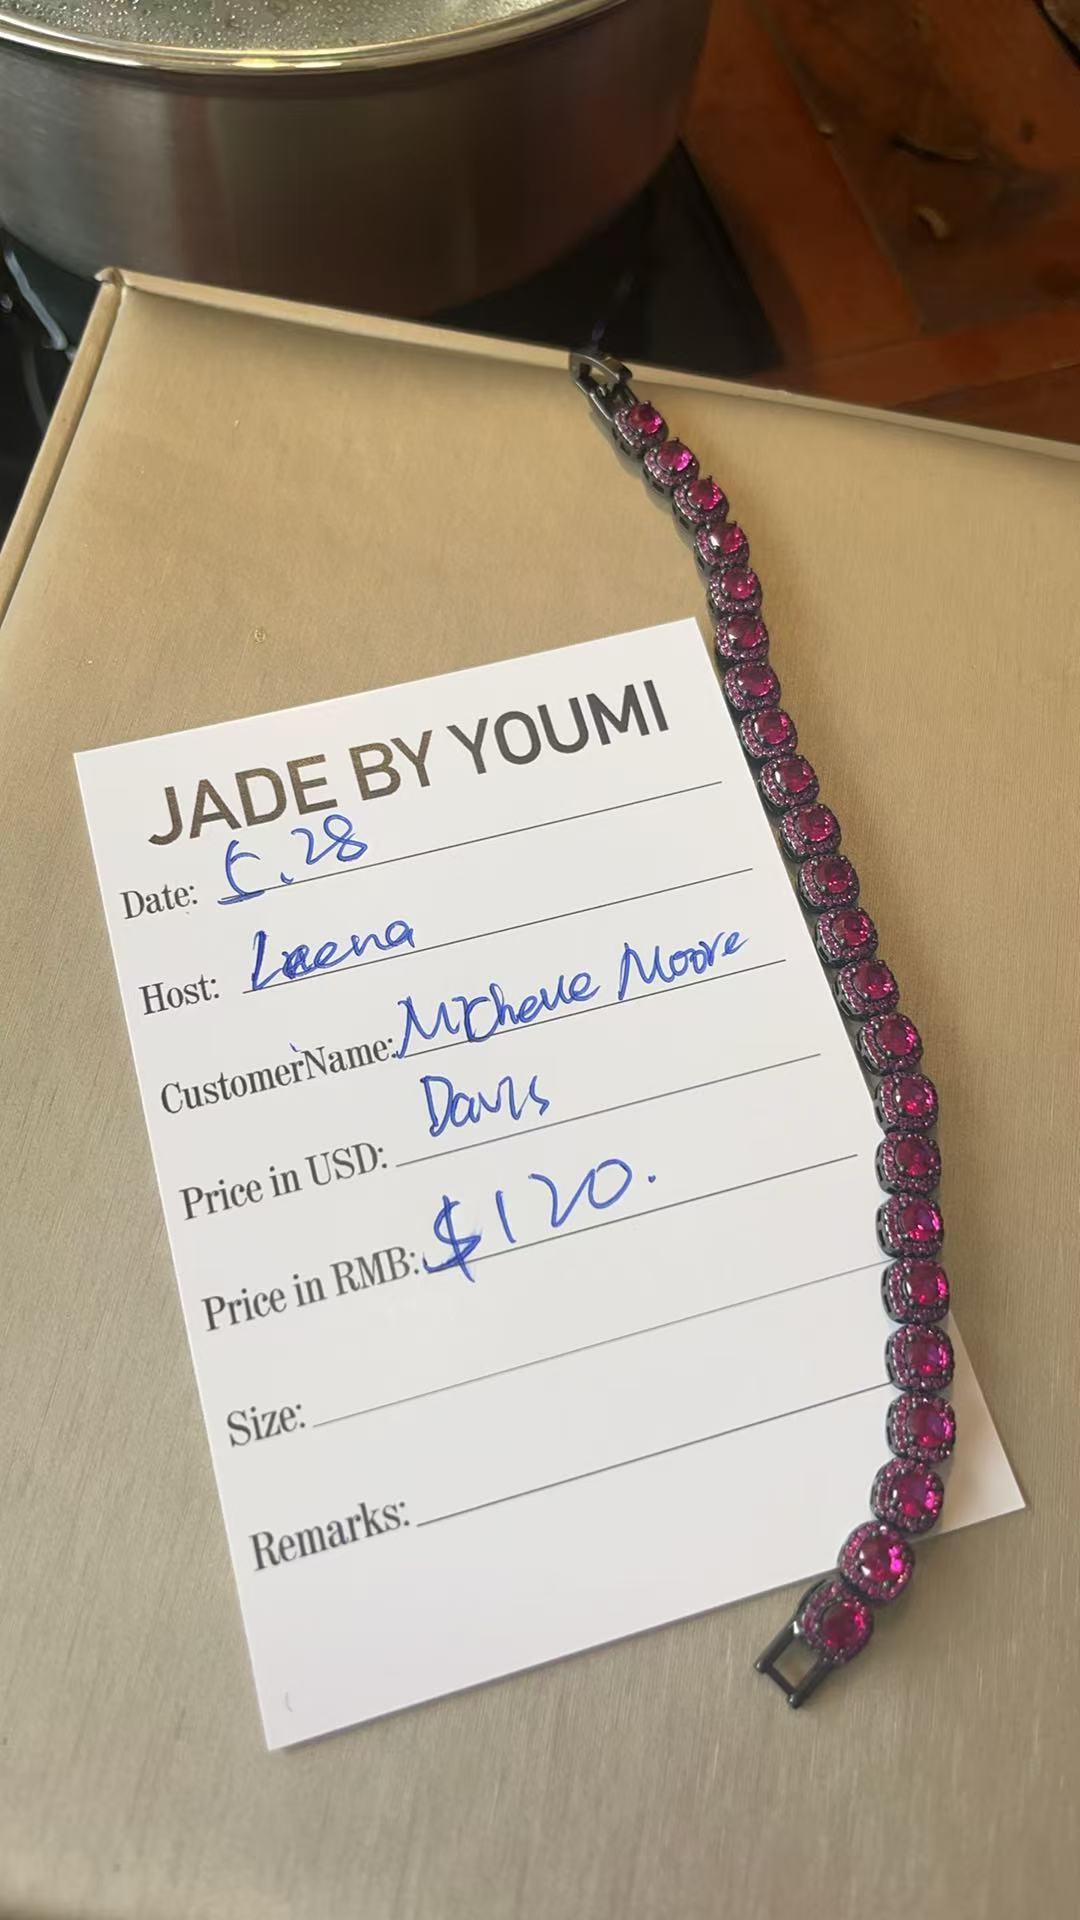 JADE BY YOUMI
Date: 5.28
Host: Laena
CustomerName: Michelle Moore
Davis
Price in USD:
Price in RMB: $120.
Size:
Remarks: